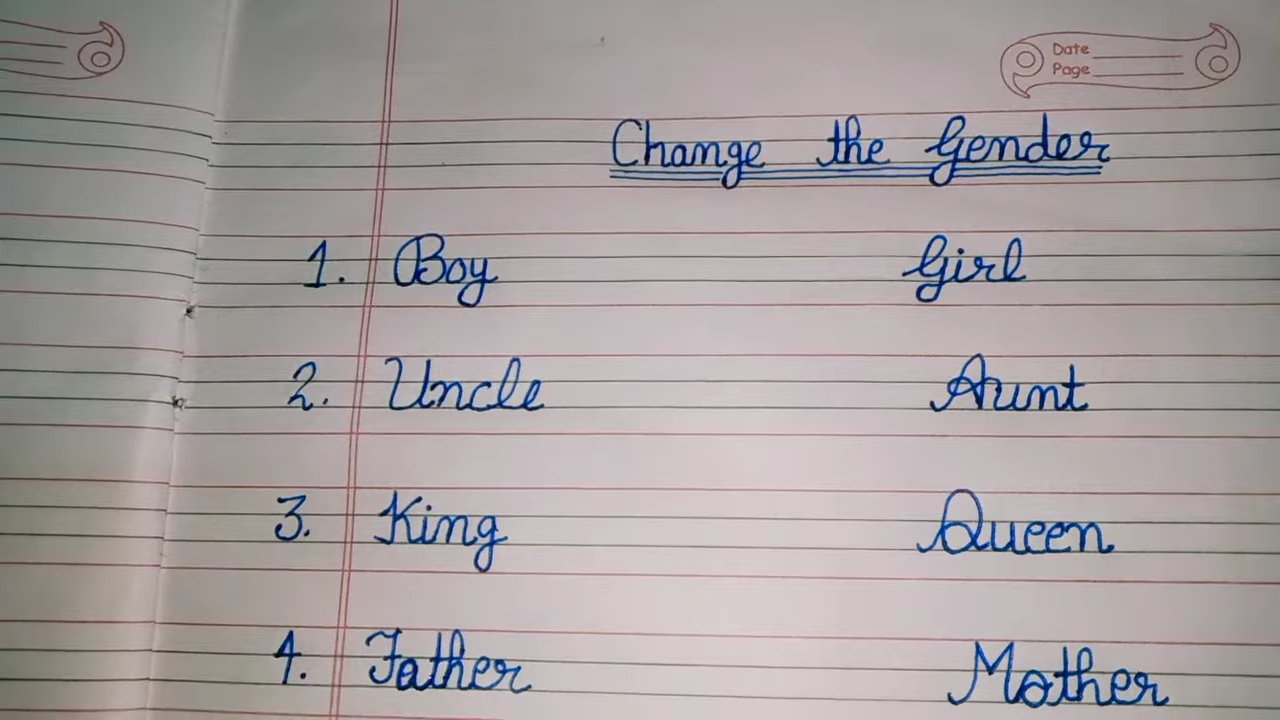 Date
Page
Change the Gender
1. Boy Girl
2. Uncle Aunt
3. King Queen
4. Father Mother